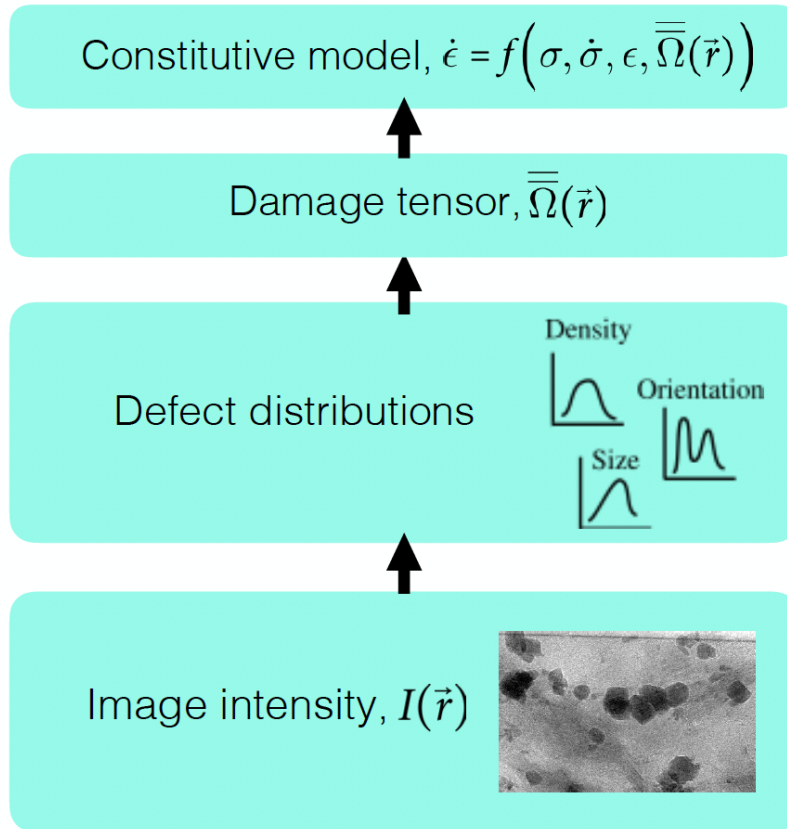 Constitutive model, ϵ̇ = f(σ, σ̇, ϵ, Ω̿̿(r⃗))
Damage tensor, Ω̿̿(r⃗)
Density
Orientation
Defect distributions
Size
Image intensity, I(r⃗)